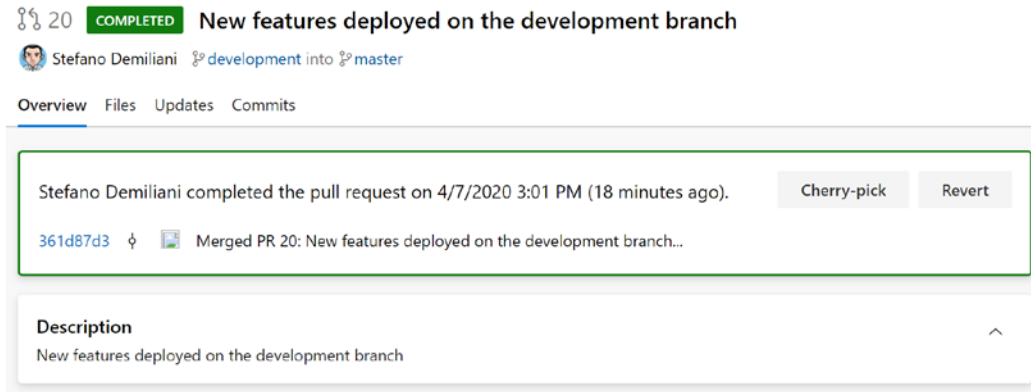 20 COMPLETED New features deployed on the development branch
Stefano Demiliani development into master
Overview Files Updates Commits
Stefano Demiliani completed the pull request on 4/7/2020 3:01 PM (18 minutes ago). Cherry-pick Revert
361d87d3 Merged PR 20: New features deployed on the development branch...
Description
New features deployed on the development branch